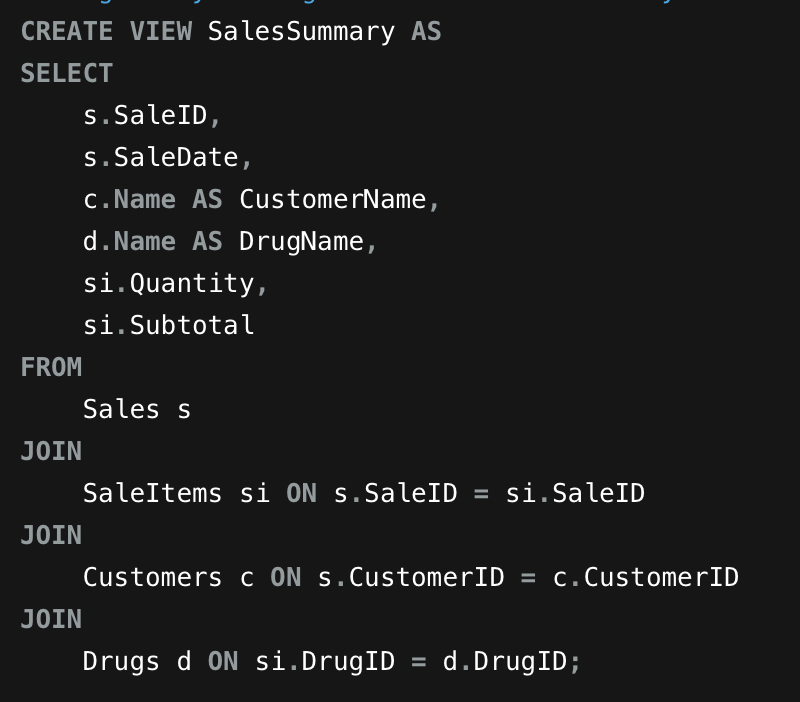 CREATE VIEW SalesSummary AS
SELECT
    s.SaleID,
    s.SaleDate,
    c.Name AS CustomerName,
    d.Name AS DrugName,
    si.Quantity,
    si.Subtotal
FROM
    Sales s
JOIN
    SaleItems si ON s.SaleID = si.SaleID
JOIN
    Customers c ON s.CustomerID = c.CustomerID
JOIN
    Drugs d ON si.DrugID = d.DrugID;